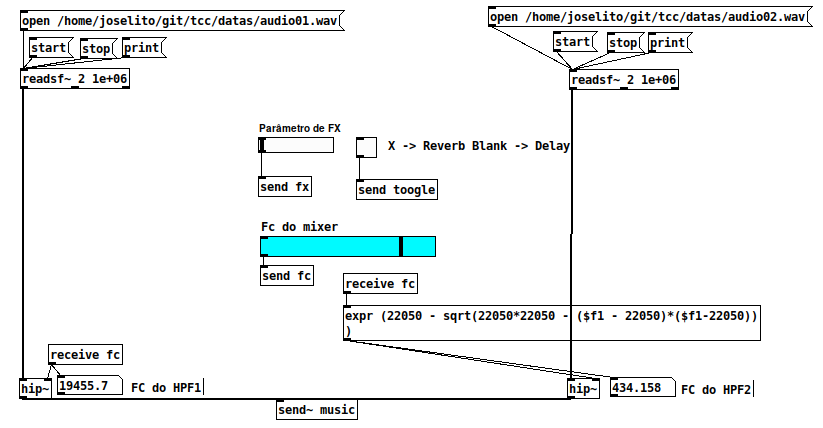 open /home/joselito/git/tcc/datas/audio01.wav
open /home/joselito/git/tcc/datas/audio02.wav
start stop print
start stop print
readsf~ 2 1e+06
readsf~ 2 1e+06
Parâmetro de FX
X -> Reverb Blank -> Delay
send fx
send toogle
Fc do mixer
send fc
receive fc
expr (22050 - sqrt(22050*22050 - ($f1 - 22050)*($f1-22050))
)
receive fc
hip~ 19455.7 FC do HPF1
hip~ 434.158 FC do HPF2
send~ music